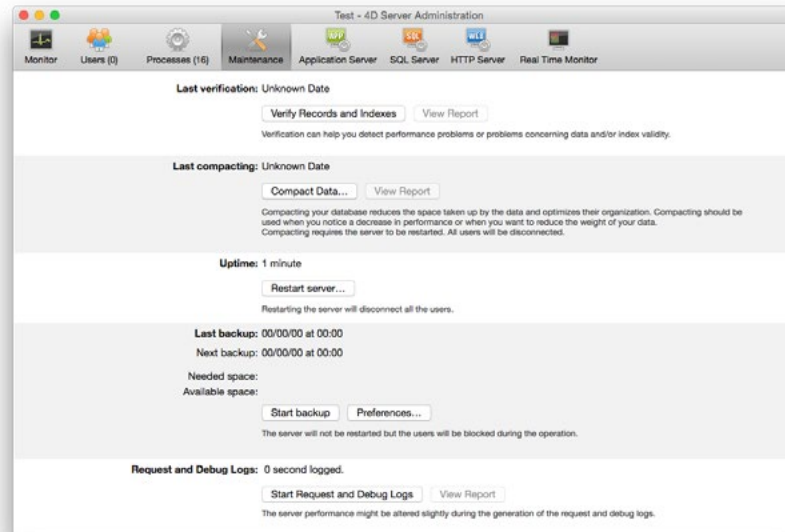 Test - 4D Server Administration
Monitor Users (0) Processes (16) Maintenance Application Server SQL Server HTTP Server Real Time Monitor
APP SQL WEB
Last verification: Unknown Date
Verify Records and Indexes View Report
Verification can help you detect performance problems or problems concerning data and/or index validity.
Last compacting: Unknown Date
Compact Data... View Report
Compacting your database reduces the space taken up by the data and optimizes their organization. Compacting should be
used when you notice a decrease in performance or when you want to reduce the weight of your data.
Compacting requires the server to be restarted. All users will be disconnected.
Uptime: 1 minute
Restart server...
Restarting the server will disconnect all the users.
Last backup: 00/00/00 at 00:00
Next backup: 00/00/00 at 00:00
Needed space:
Available space:
Start backup Preferences...
The server will not be restarted but the users will be blocked during the operation.
Request and Debug Logs: 0 second logged.
Start Request and Debug Logs View Report
The server performance might be altered slightly during the generation of the request and debug logs.